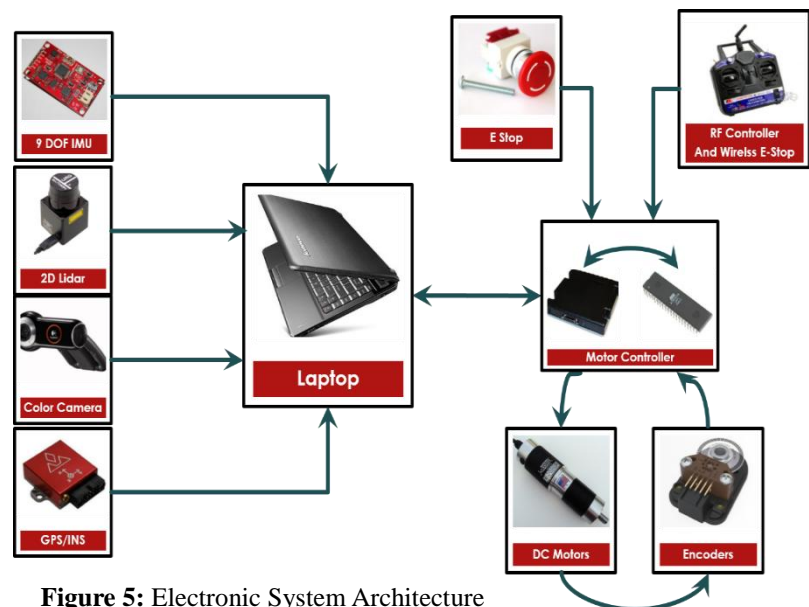 9 DOF IMU
E Stop
RF Controller
And Wirelss E-Stop
2D Lidar
Laptop
Motor Controller
Color Camera
GPS/INS
DC Motors
Encoders
Figure 5: Electronic System Architecture